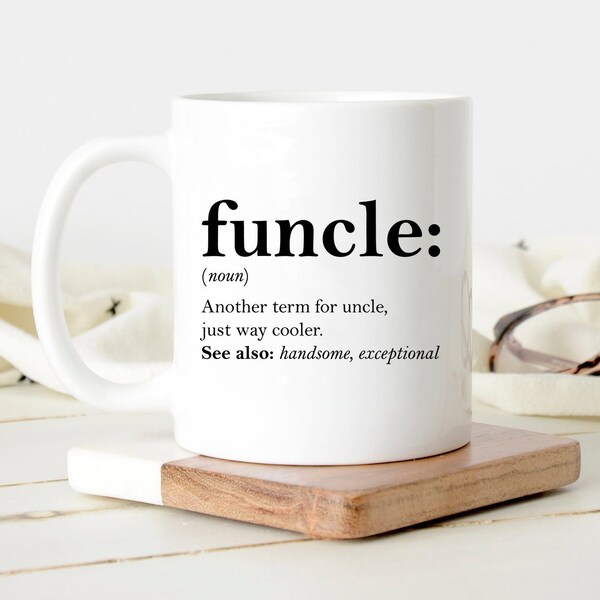 funcle:
(noun)
Another term for uncle,
just way cooler.
See also: handsome, exceptional